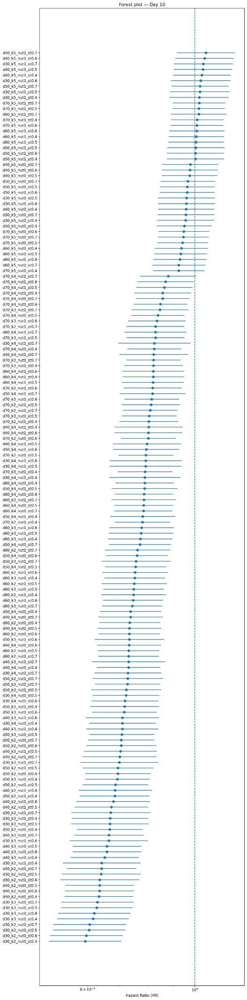 Forest plot — Day 10
d40_k5_nut1_st0.7
d40_k5_nut1_st0.6
d30_k5_nut1_st0.7
d40_k5_nut1_st0.5
d40_k5_nut1_st0.4
d30_k5_nut1_st0.6
d50_k5_nut1_st0.7
d30_k5_nut1_st0.5
d30_k5_nut1_st0.4
d70_k5_nut1_st0.7
d70_k5_nut1_st0.5
d60_k5_nut1_st0.7
d70_k5_nut1_st0.4
d70_k5_nut1_st0.6
d60_k5_nut1_st0.6
d60_k5_nut1_st0.4
d60_k5_nut1_st0.5
d50_k5_nut1_st0.5
d50_k5_nut1_st0.6
d50_k5_nut1_st0.4
d40_k5_nut0_st0.7
d40_k5_nut0_st0.6
d40_k5_nut0_st0.5
d50_k5_nut0_st0.7
d50_k5_nut0_st0.5
d50_k5_nut0_st0.6
d30_k5_nut0_st0.5
d30_k5_nut0_st0.6
d40_k5_nut0_st0.4
d30_k5_nut0_st0.7
d30_k5_nut0_st0.4
d50_k5_nut0_st0.4
d70_k5_nut0_st0.6
d70_k5_nut0_st0.7
d70_k5_nut0_st0.5
d60_k5_nut0_st0.4
d60_k5_nut0_st0.5
d60_k5_nut0_st0.6
d60_k5_nut0_st0.7
d70_k5_nut0_st0.4
d70_k4_nut1_st0.7
d70_k4_nut1_st0.6
d70_k4_nut1_st0.5
d70_k4_nut1_st0.4
d70_k4_nut0_st0.7
d70_k4_nut0_st0.6
d70_k3_nut1_st0.7
d70_k4_nut0_st0.5
d70_k3_nut1_st0.6
d70_k2_nut1_st0.7
d60_k4_nut1_st0.7
d70_k3_nut1_st0.5
d30_k4_nut1_st0.7
d70_k4_nut0_st0.4
d40_k4_nut1_st0.7
d70_k3_nut0_st0.7
d70_k3_nut1_st0.4
d60_k4_nut1_st0.6
d60_k4_nut1_st0.4
d60_k4_nut1_st0.5
d70_k2_nut1_st0.6
d50_k4_nut1_st0.7
d70_k3_nut0_st0.6
d70_k2_nut1_st0.5
d70_k2_nut0_st0.7
d70_k3_nut0_st0.5
d70_k2_nut1_st0.4
d40_k4_nut1_st0.4
d40_k4_nut1_st0.6
d70_k2_nut0_st0.6
d40_k4_nut1_st0.5
d50_k4_nut1_st0.6
d70_k2_nut0_st0.5
d30_k4_nut1_st0.6
d30_k4_nut1_st0.5
d70_k3_nut0_st0.4
d30_k4_nut1_st0.4
d60_k4_nut0_st0.4
d50_k4_nut1_st0.5
d60_k4_nut0_st0.6
d60_k3_nut1_st0.7
d60_k4_nut0_st0.5
d60_k4_nut0_st0.7
d50_k4_nut1_st0.4
d70_k2_nut0_st0.4
d60_k3_nut1_st0.6
d60_k3_nut1_st0.5
d60_k3_nut1_st0.4
d50_k4_nut0_st0.7
d60_k2_nut1_st0.7
d50_k4_nut0_st0.6
d50_k3_nut1_st0.7
d50_k4_nut0_st0.5
d60_k2_nut1_st0.6
d60_k3_nut0_st0.4
d60_k2_nut1_st0.5
d60_k3_nut0_st0.5
d60_k2_nut1_st0.4
d60_k3_nut0_st0.6
d60_k3_nut0_st0.7
d50_k4_nut0_st0.4
d40_k4_nut0_st0.7
d60_k2_nut0_st0.4
d40_k4_nut0_st0.5
d60_k2_nut0_st0.6
d50_k3_nut1_st0.6
d40_k4_nut0_st0.6
d60_k2_nut0_st0.5
d60_k2_nut0_st0.7
d40_k3_nut1_st0.7
d40_k4_nut0_st0.4
d30_k4_nut0_st0.7
d50_k2_nut1_st0.7
d50_k3_nut0_st0.7
d50_k3_nut1_st0.5
d30_k4_nut0_st0.5
d30_k4_nut0_st0.6
d50_k3_nut1_st0.4
d50_k3_nut0_st0.6
d40_k3_nut1_st0.6
d30_k4_nut0_st0.4
d40_k3_nut1_st0.4
d50_k3_nut0_st0.5
d50_k2_nut0_st0.7
d50_k2_nut1_st0.6
d40_k3_nut1_st0.5
d40_k2_nut1_st0.7
d30_k3_nut1_st0.7
d50_k2_nut1_st0.5
d50_k2_nut0_st0.6
d50_k3_nut0_st0.4
d50_k2_nut0_st0.5
d40_k2_nut1_st0.4
d50_k2_nut1_st0.4
d40_k2_nut1_st0.6
d40_k2_nut1_st0.5
d30_k2_nut1_st0.7
d30_k3_nut1_st0.4
d30_k3_nut1_st0.5
d50_k2_nut0_st0.4
d40_k3_nut0_st0.7
d30_k3_nut1_st0.6
d40_k3_nut0_st0.5
d40_k3_nut0_st0.6
d40_k3_nut0_st0.4
d30_k2_nut1_st0.4
d40_k2_nut0_st0.7
d30_k2_nut1_st0.5
d30_k2_nut1_st0.6
d40_k2_nut0_st0.5
d40_k2_nut0_st0.6
d40_k2_nut0_st0.4
d30_k3_nut0_st0.7
d30_k3_nut0_st0.5
d30_k3_nut0_st0.6
d30_k3_nut0_st0.4
d30_k2_nut0_st0.7
d30_k2_nut0_st0.5
d30_k2_nut0_st0.6
d30_k2_nut0_st0.4
6 × 10⁻¹ 10⁰
Hazard Ratio (HR)